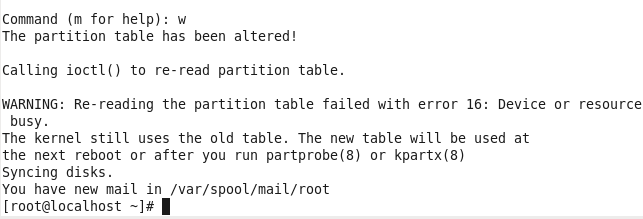 Command (m for help): w
The partition table has been altered!
Calling ioctl() to re-read partition table.
WARNING: Re-reading the partition table failed with error 16: Device or resource
 busy.
The kernel still uses the old table. The new table will be used at
the next reboot or after you run partprobe(8) or kpartx(8)
Syncing disks.
You have new mail in /var/spool/mail/root
[root@localhost ~]#